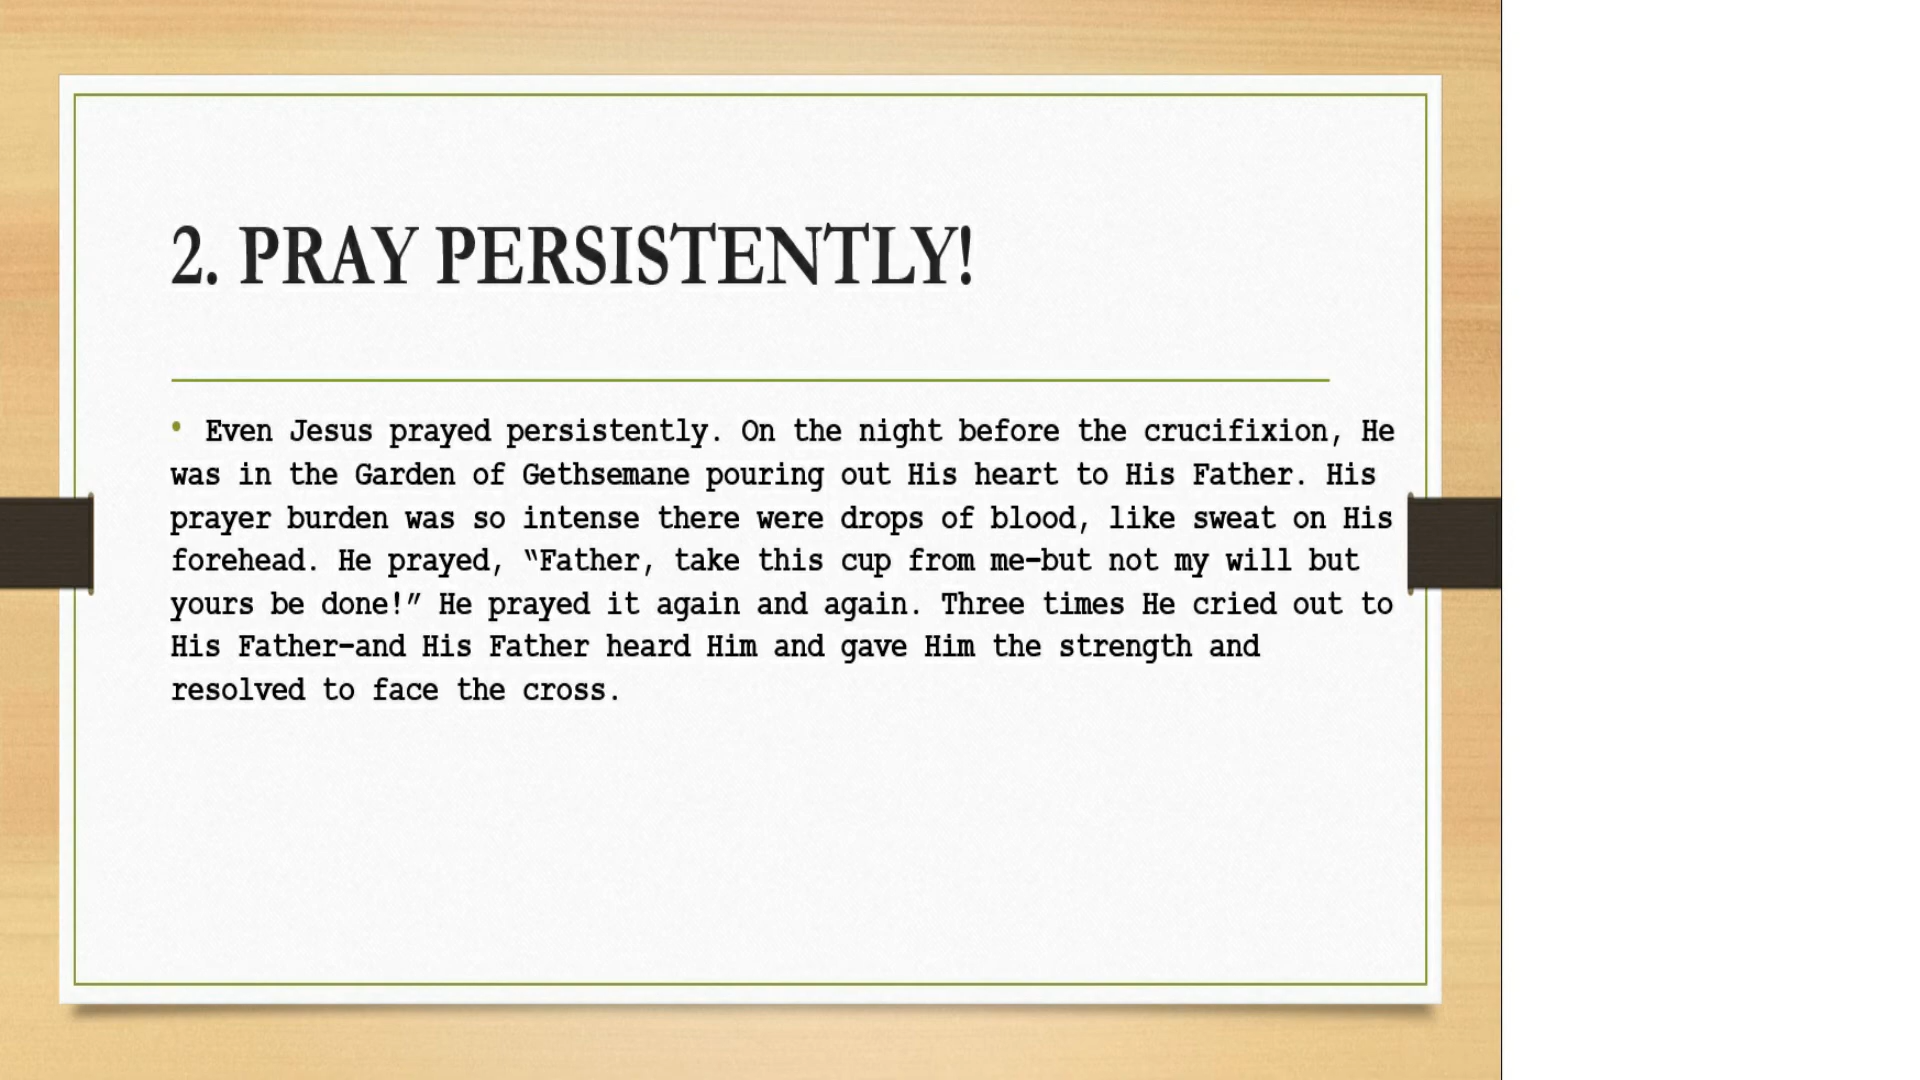 2. PRAY PERSISTENTLY!
• Even Jesus prayed persistently. On the night before the crucifixion, He
was in the Garden of Gethsemane pouring out His heart to His Father. His
prayer burden was so intense there were drops of blood, like sweat on His
forehead. He prayed, “Father, take this cup from me—but not my will but
yours be done!” He prayed it again and again. Three times He cried out to
His Father—and His Father heard Him and gave Him the strength and
resolved to face the cross.